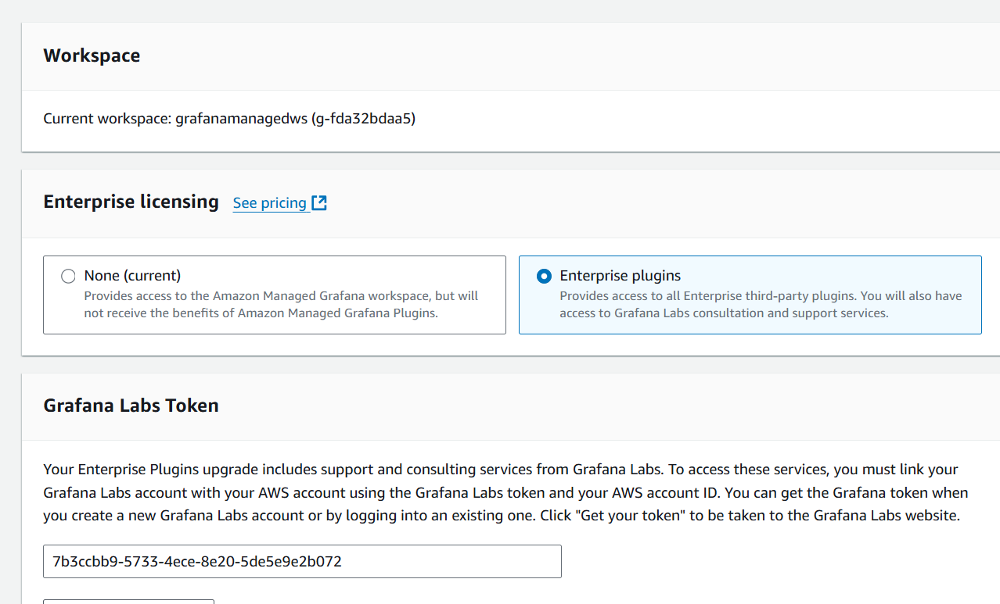 Workspace
Current workspace: grafanamanagedws (g-fda32bdaa5)
Enterprise licensing See pricing
None (current)
Provides access to the Amazon Managed Grafana workspace, but will
not receive the benefits of Amazon Managed Grafana Plugins.
Enterprise plugins
Provides access to all Enterprise third-party plugins. You will also have
access to Grafana Labs consultation and support services.
Grafana Labs Token
Your Enterprise Plugins upgrade includes support and consulting services from Grafana Labs. To access these services, you must link your
Grafana Labs account with your AWS account using the Grafana Labs token and your AWS account ID. You can get the Grafana token when
you create a new Grafana Labs account or by logging into an existing one. Click "Get your token" to be taken to the Grafana Labs website.
7b3ccbb9-5733-4ece-8e20-5de5e9e2b072